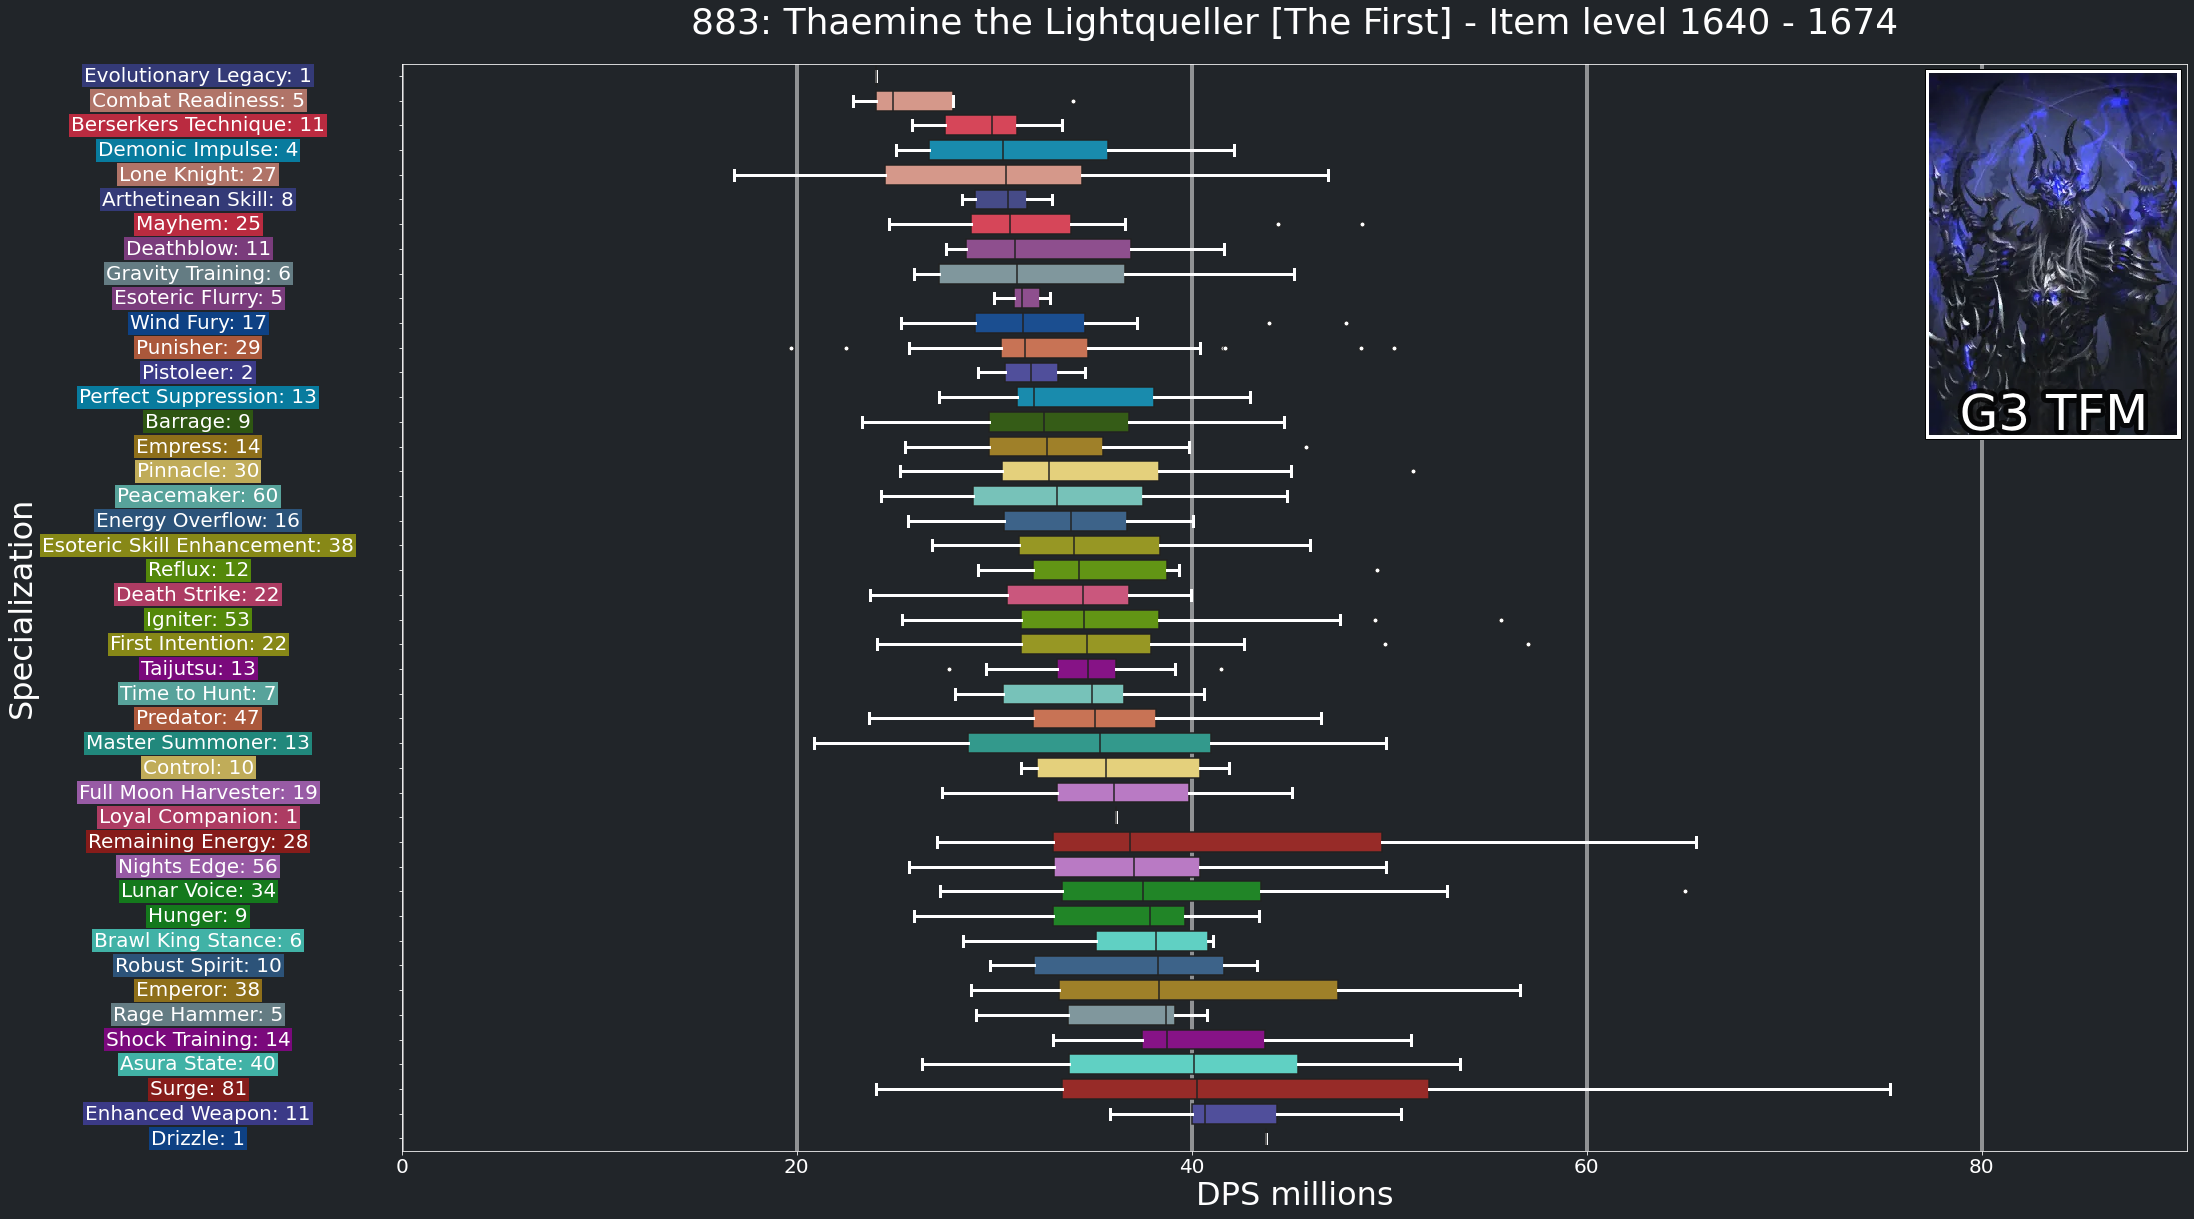 883: Thaemine the Lightqueller [The First] - Item level 1640 - 1674
Evolutionary Legacy: 1
Combat Readiness: 5
Berserkers Technique: 11
Demonic Impulse: 4
Lone Knight: 27
Arthetinean Skill: 8
Mayhem: 25
Deathblow: 11
Gravity Training: 6
Esoteric Flurry: 5
Wind Fury: 17
Punisher: 29
Pistoleer: 2
Perfect Suppression: 13
Barrage: 9
Empress: 14
Pinnacle: 30
Peacemaker: 60
Energy Overflow: 16
Esoteric Skill Enhancement: 38
Reflux: 12
Death Strike: 22
Igniter: 53
First Intention: 22
Taijutsu: 13
Time to Hunt: 7
Predator: 47
Master Summoner: 13
Control: 10
Full Moon Harvester: 19
Loyal Companion: 1
Remaining Energy: 28
Nights Edge: 56
Lunar Voice: 34
Hunger: 9
Brawl King Stance: 6
Robust Spirit: 10
Emperor: 38
Rage Hammer: 5
Shock Training: 14
Asura State: 40
Surge: 81
Enhanced Weapon: 11
Drizzle: 1
Specialization
G3 TFM
0 20 40 60 80
DPS millions